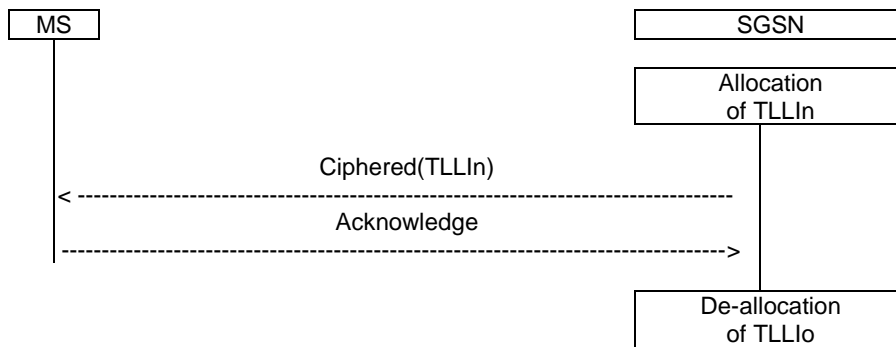 MS
SGSN
Allocation
of TLLIn
Ciphered(TLLIn)
Acknowledge
De-allocation
of TLLIo